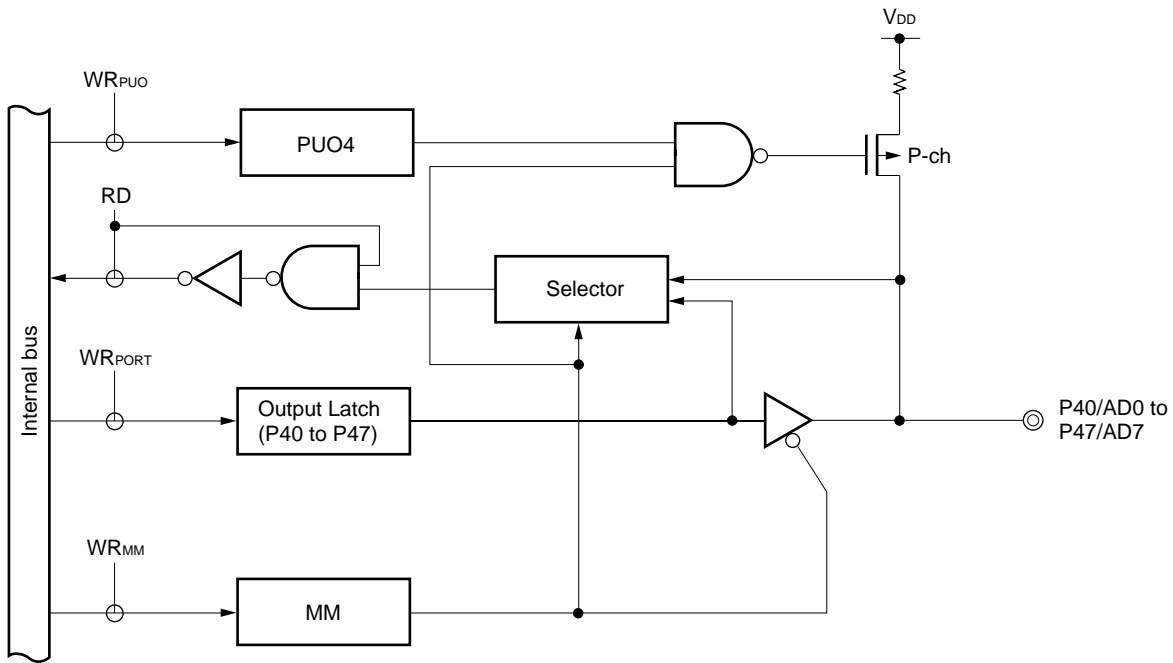 VDD
WRPUO
PUO4
P-ch
RD
Selector
Internal bus
WRPORT
Output Latch
(P40 to P47)
P40/AD0 to
P47/AD7
WRMM
MM